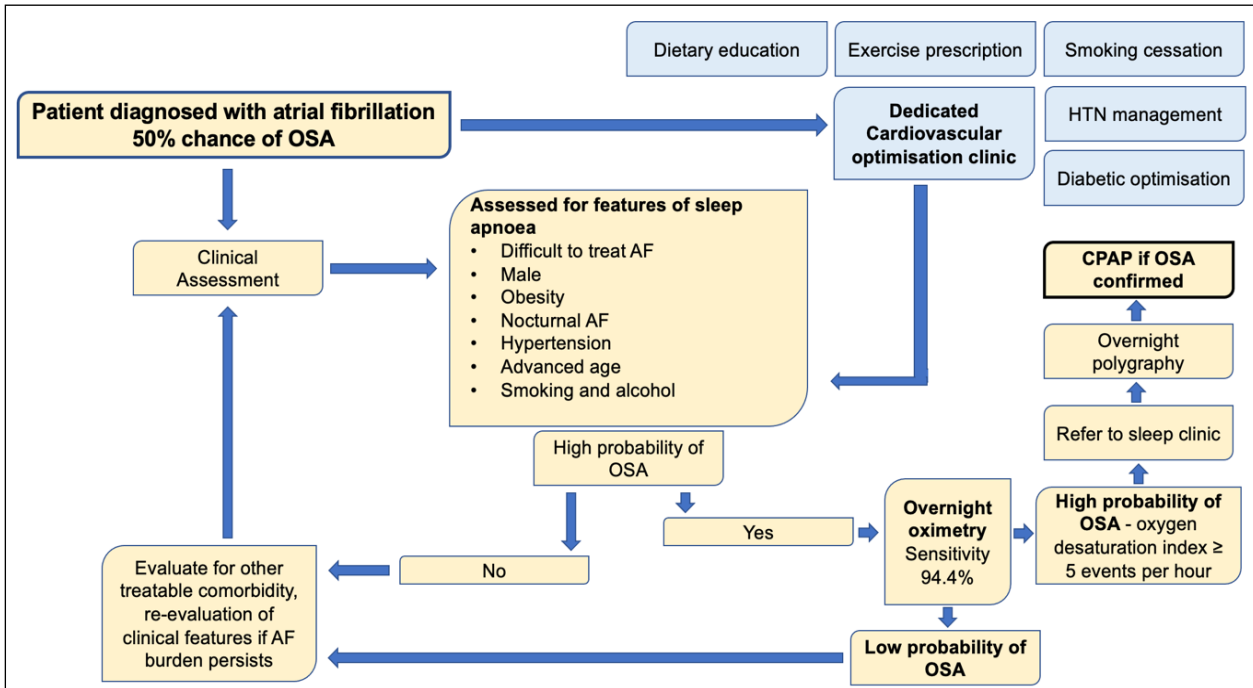 Dietary education
Exercise prescription
Smoking cessation
Patient diagnosed with atrial fibrillation
50% chance of OSA
Dedicated
Cardiovascular
optimisation clinic
HTN management
Diabetic optimisation
Clinical
Assessment
Assessed for features of sleep
apnoea
• Difficult to treat AF
• Male
• Obesity
• Nocturnal AF
• Hypertension
• Advanced age
• Smoking and alcohol
CPAP if OSA
confirmed
Overnight
polygraphy
Refer to sleep clinic
High probability of
OSA
Yes
No
Overnight
oximetry
Sensitivity
94.4%
High probability of
OSA - oxygen
desaturation index ≥
5 events per hour
Evaluate for other
treatable comorbidity,
re-evaluation of
clinical features if AF
burden persists
Low probability of
OSA